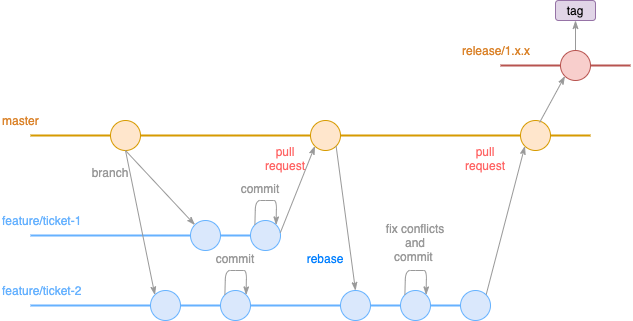 tag
release/1.x.x
master
pull
request
pull
request
branch
commit
feature/ticket-1
fix conflicts
and
commit
commit
rebase
feature/ticket-2